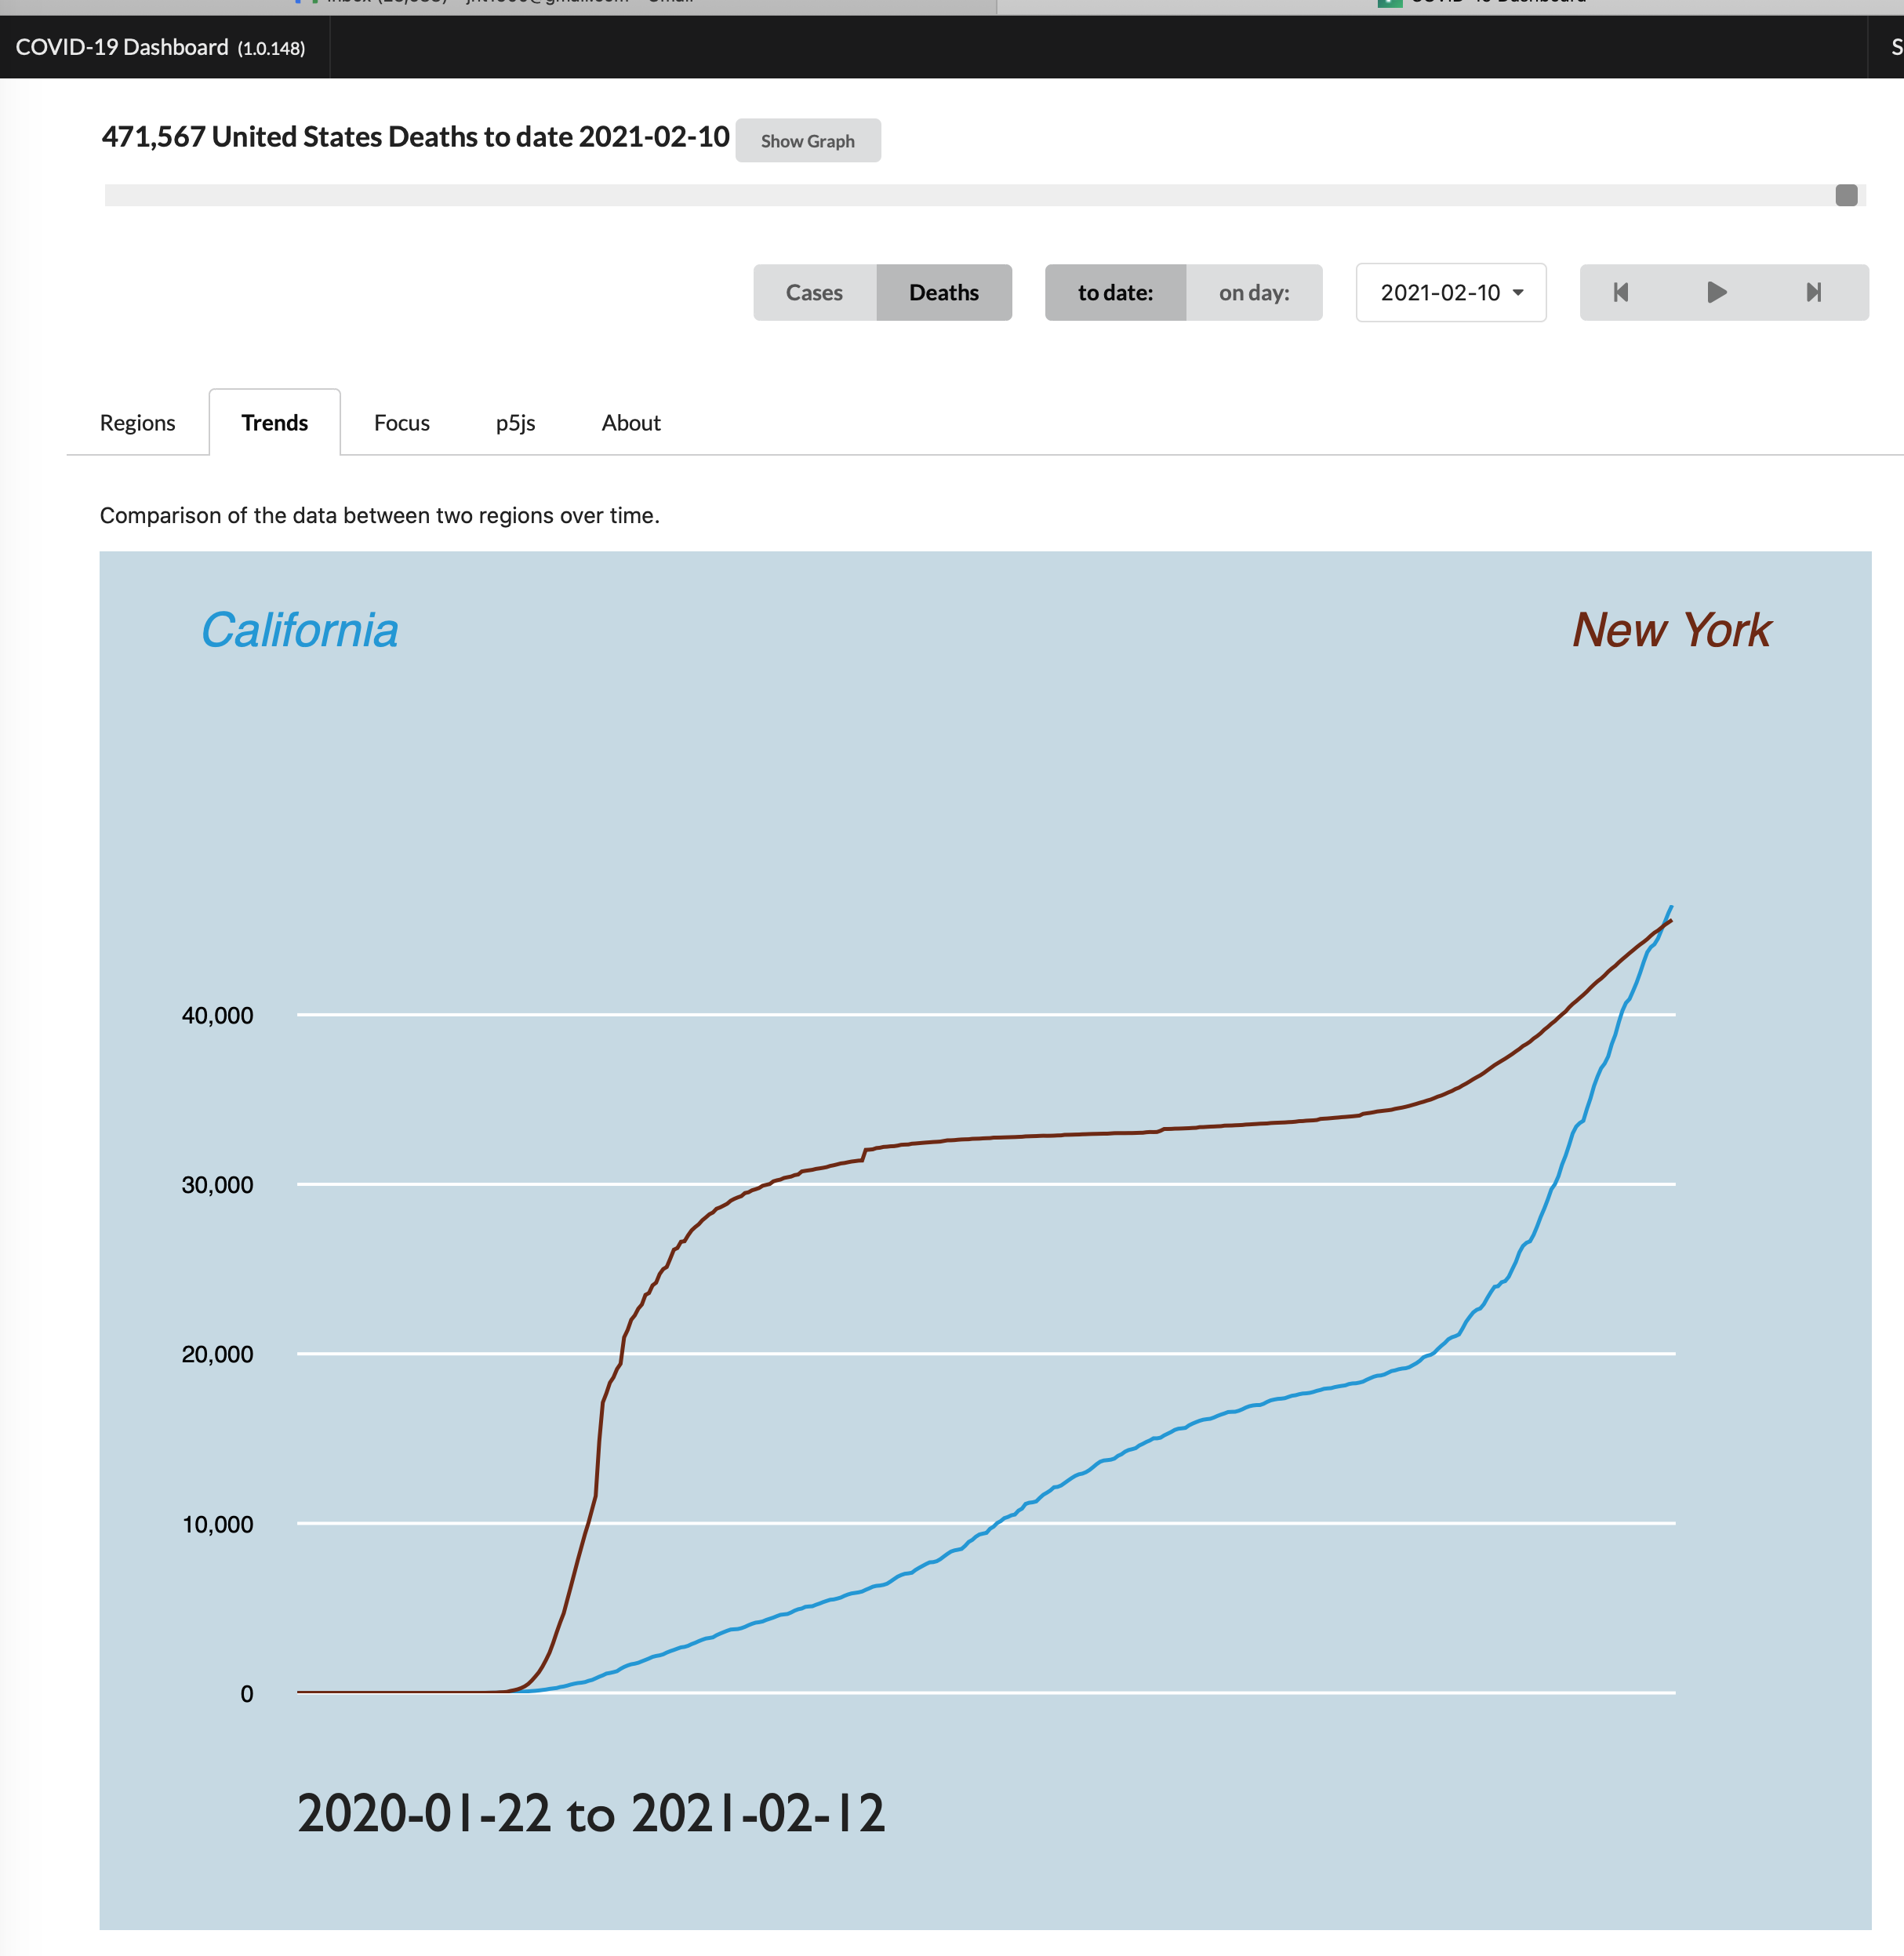 COVID-19 Dashboard (1.0.148)
471,567 United States Deaths to date 2021-02-10 Show Graph
Cases Deaths to date: on day: 2021-02-10
Regions Trends Focus p5js About
Comparison of the data between two regions over time.
California New York
40,000
30,000
20,000
10,000
0
2020-01-22 to 2021-02-12